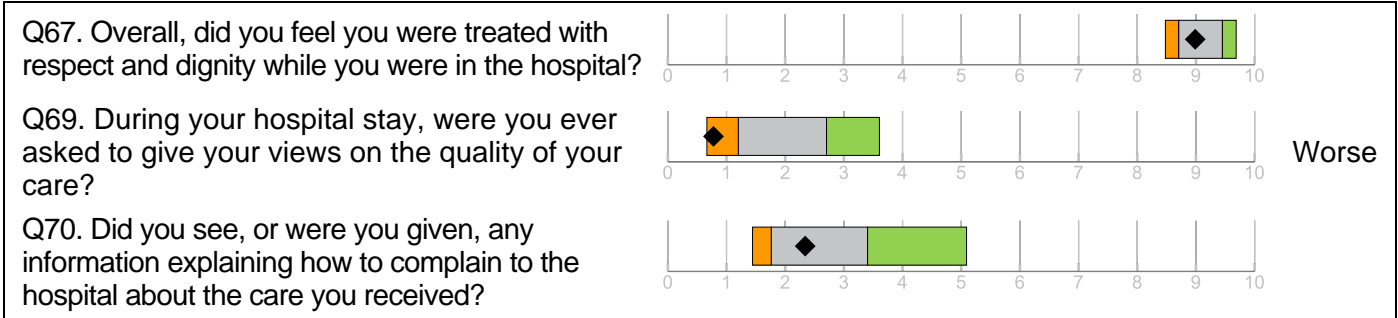 Q67. Overall, did you feel you were treated with
respect and dignity while you were in the hospital?
0 1 2 3 4 5 6 7 8 9 10
Q69. During your hospital stay, were you ever
asked to give your views on the quality of your
care?
0 1 2 3 4 5 6 7 8 9 10
Worse
Q70. Did you see, or were you given, any
information explaining how to complain to the
hospital about the care you received?
0 1 2 3 4 5 6 7 8 9 10